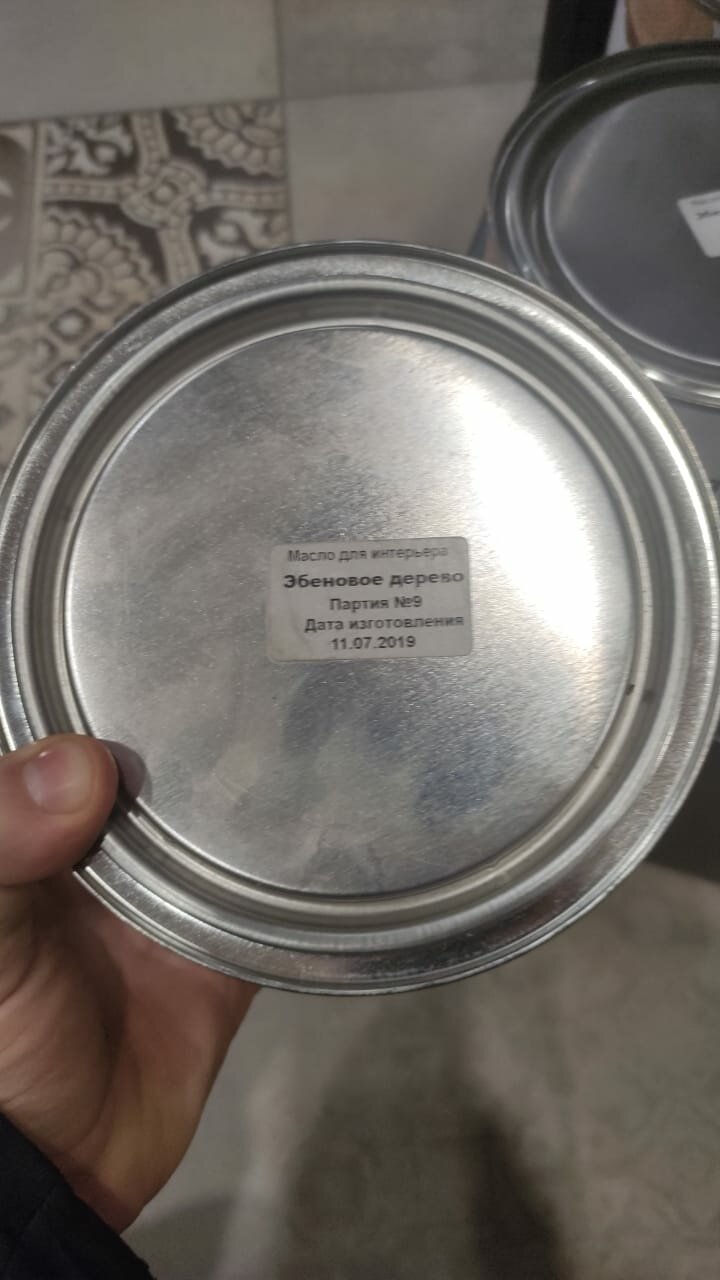 Масло для интерьера
Эбеновое дерево
Партия №9
Дата изготовления
11.07.2019